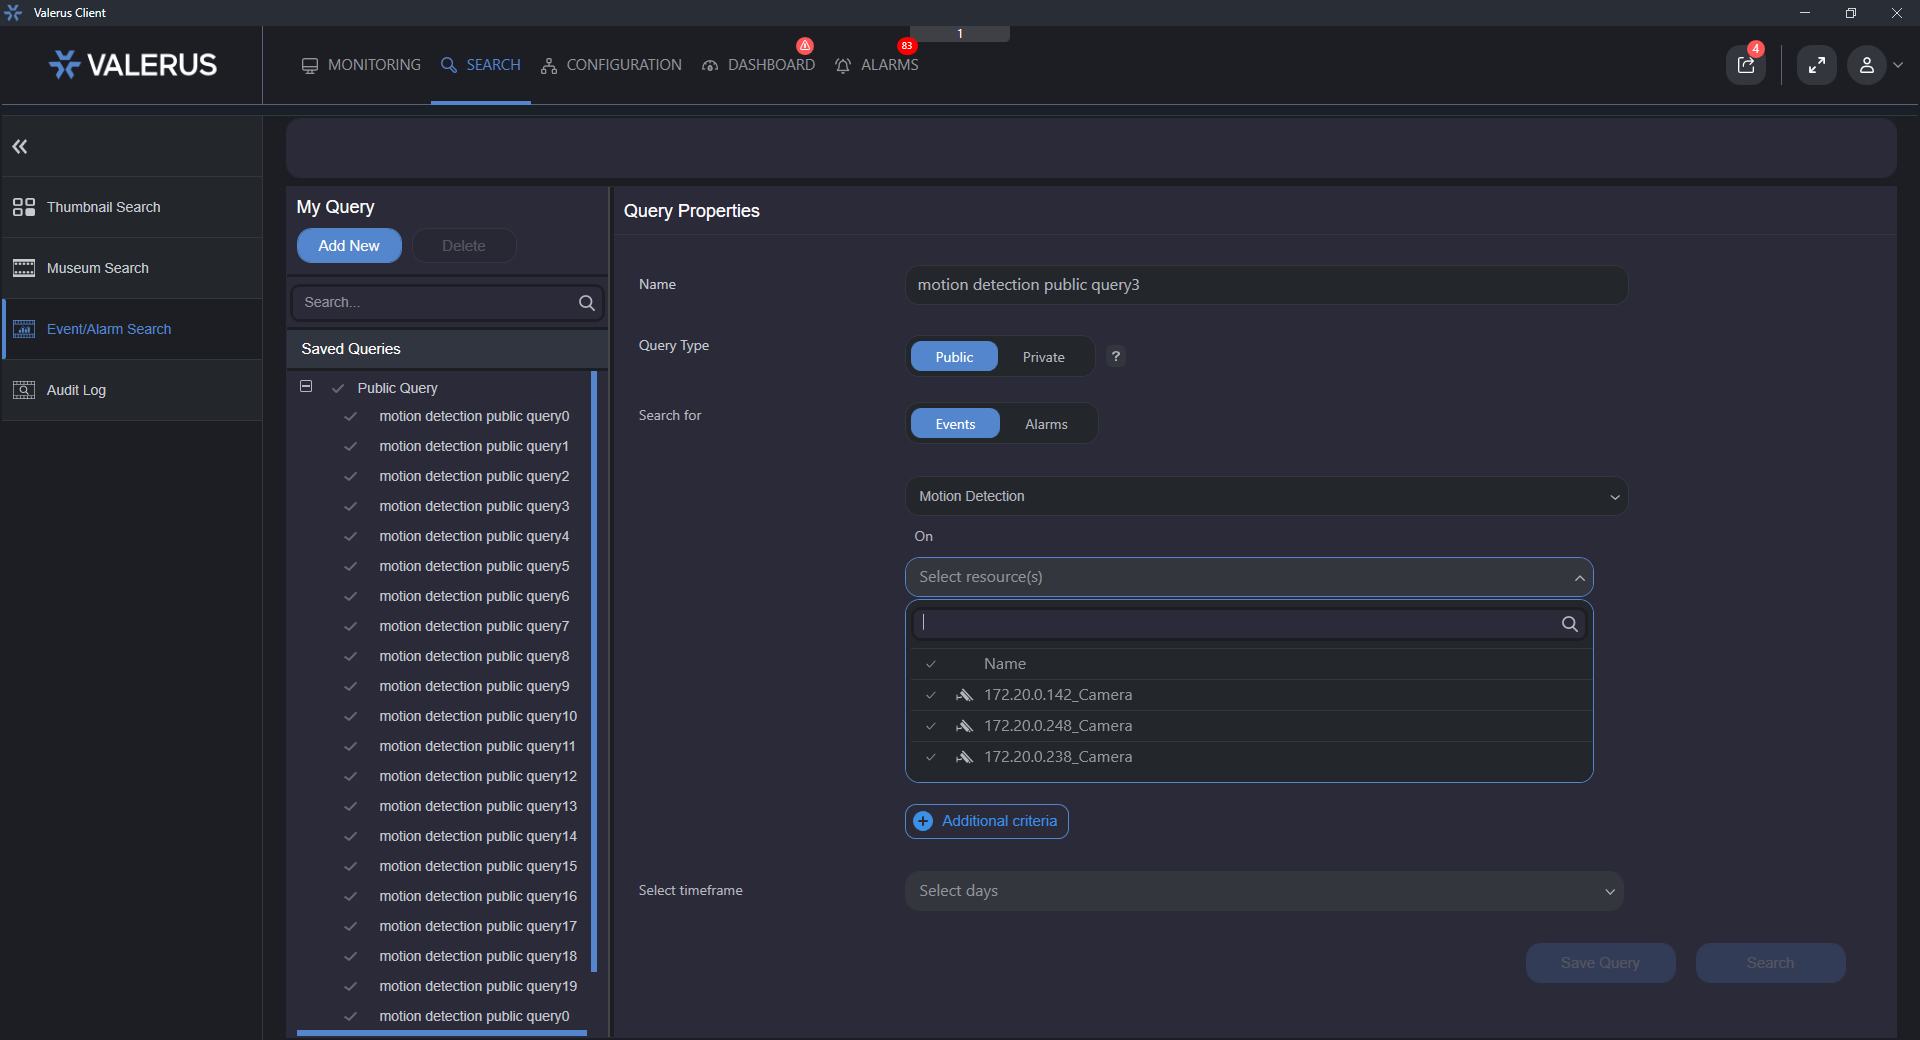 Valerus Client
VALERUS
MONITORING
SEARCH
CONFIGURATION
DASHBOARD
83
ALARMS
1
4
Thumbnail Search
Museum Search
Event/Alarm Search
Audit Log
My Query
Add New
Delete
Search...
Saved Queries
Public Query
motion detection public query0
motion detection public query1
motion detection public query2
motion detection public query3
motion detection public query4
motion detection public query5
motion detection public query6
motion detection public query7
motion detection public query8
motion detection public query9
motion detection public query10
motion detection public query11
motion detection public query12
motion detection public query13
motion detection public query14
motion detection public query15
motion detection public query16
motion detection public query17
motion detection public query18
motion detection public query19
motion detection public query0
Query Properties
Name
motion detection public query3
Query Type
Public
Private
?
Search for
Events
Alarms
Motion Detection
On
Select resource(s)
Name
172.20.0.142_Camera
172.20.0.248_Camera
172.20.0.238_Camera
Additional criteria
Select timeframe
Select days
Save Query
Search